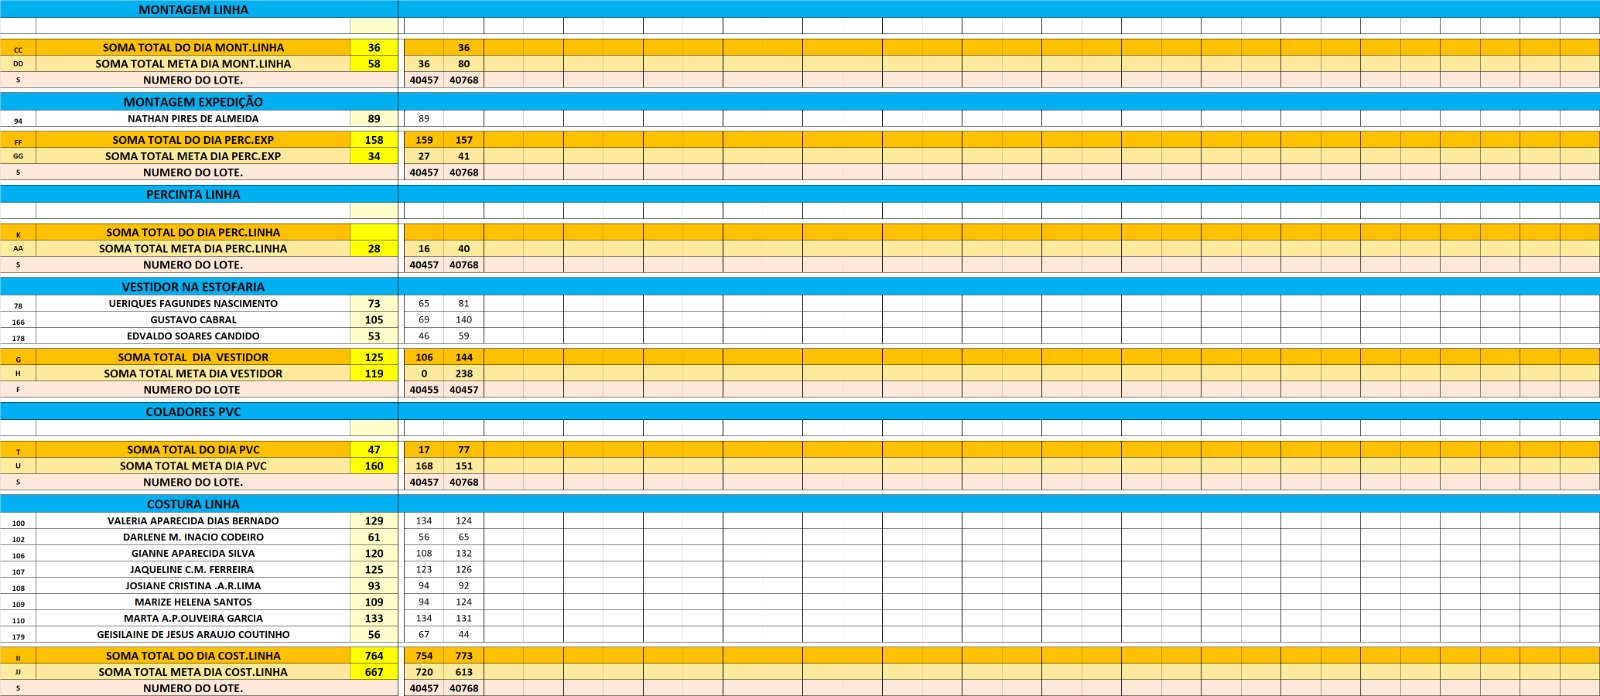 MONTAGEM LINHA
CC SOMA TOTAL DO DIA MONT.LINHA 36 36
DD SOMA TOTAL META DIA MONT.LINHA 58 36 80
S NUMERO DO LOTE. 40457 40768
MONTAGEM EXPEDIÇÃO
94 NATHAN PIRES DE ALMEIDA 89 89
FF SOMA TOTAL DO DIA PERC.EXP 158 159 157
GG SOMA TOTAL META DIA PERC.EXP 34 27 41
S NUMERO DO LOTE. 40457 40768
PERCINTA LINHA
K SOMA TOTAL DO DIA PERC.LINHA
AA SOMA TOTAL META DIA PERC.LINHA 28 16 40
S NUMERO DO LOTE. 40457 40768
VESTIDOR NA ESTOFARIA
78 UERIQUES FAGUNDES NASCIMENTO 73 65 81
166 GUSTAVO CABRAL 105 69 140
178 EDVALDO SOARES CANDIDO 53 46 59
G SOMA TOTAL DIA VESTIDOR 125 106 144
H SOMA TOTAL META DIA VESTIDOR 119 0 238
F NUMERO DO LOTE 40455 40457
COLADORES PVC
T SOMA TOTAL DO DIA PVC 47 17 77
U SOMA TOTAL META DIA PVC 160 168 151
S NUMERO DO LOTE. 40457 40768
COSTURA LINHA
100 VALERIA APARECIDA DIAS BERNADO 129 134 124
102 DARLENE M. INACIO CODEIRO 61 56 65
106 GIANNE APARECIDA SILVA 120 108 132
107 JAQUELINE C.M. FERREIRA 125 123 126
108 JOSIANE CRISTINA .A.R.LIMA 93 94 92
109 MARIZE HELENA SANTOS 109 94 124
110 MARTA A.P.OLIVEIRA GARCIA 133 134 131
179 GEISILAINE DE JESUS ARAUJO COUTINHO 56 67 44
II SOMA TOTAL DO DIA COST.LINHA 764 754 773
JJ SOMA TOTAL META DIA COST.LINHA 667 720 613
S NUMERO DO LOTE. 40457 40768